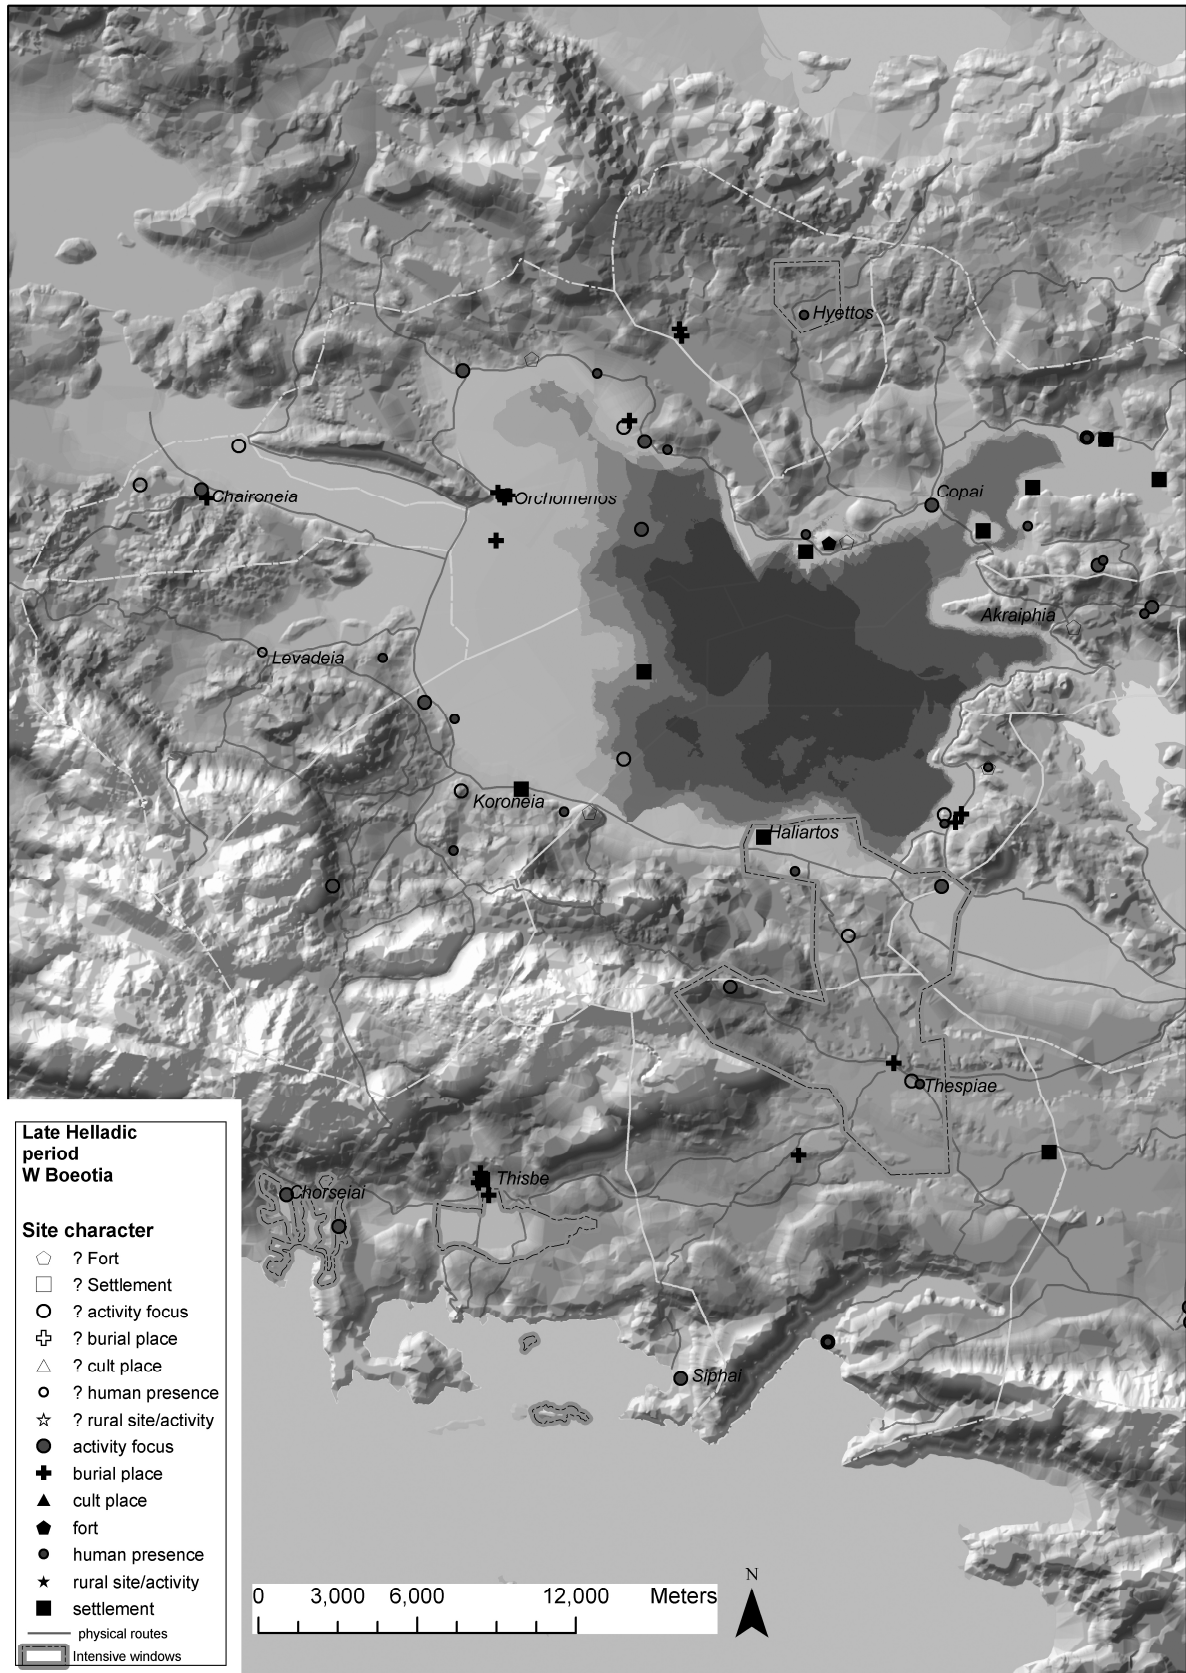 Hyettos
Chaironeia
Orchomenos
Copai
Akraiphia
Levadeia
Koroneia
Haliartos
Thespiae
Thisbe
Chorseiai
Siphai
Late Helladic
period
W Boeotia
Site character
? Fort
? Settlement
? activity focus
? burial place
? cult place
? human presence
? rural site/activity
activity focus
burial place
cult place
fort
human presence
rural site/activity
settlement
physical routes
Intensive windows
0 3,000 6,000 12,000 Meters
N